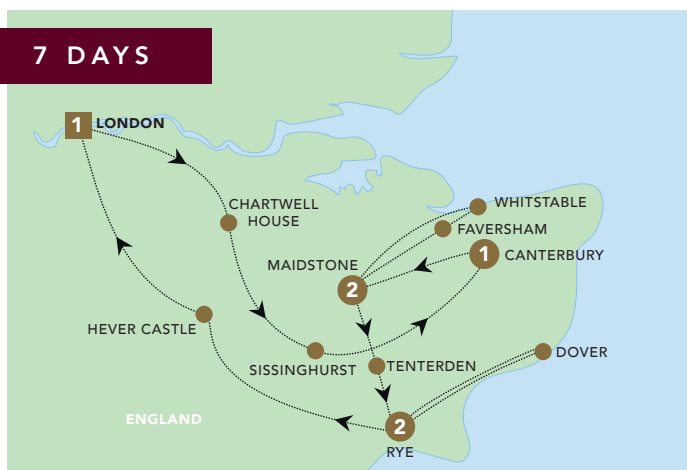 7 DAYS
1 LONDON
CHARTWELL
HOUSE
WHITSTABLE
FAVERSHAM
1 CANTERBURY
MAIDSTONE
2
HEVER CASTLE
SISSINGHURST
TENTERDEN
DOVER
ENGLAND
2
RYE